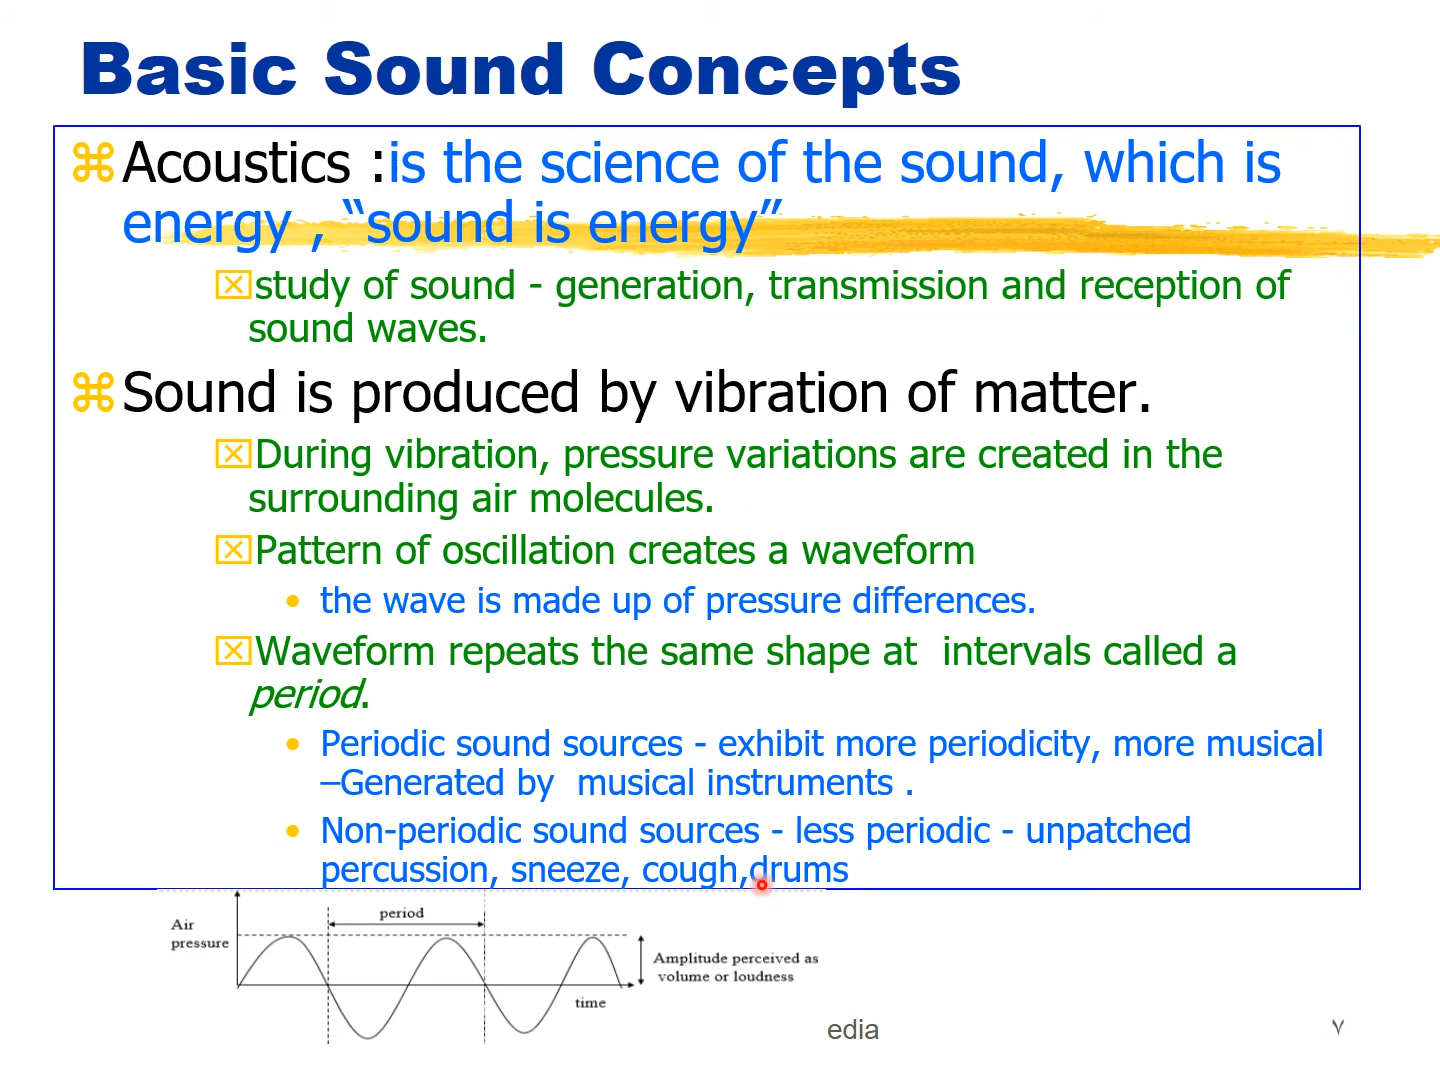 Basic Sound Concepts
Acoustics :is the science of the sound, which is
energy , “sound is energy”
study of sound - generation, transmission and reception of
sound waves.
Sound is produced by vibration of matter.
During vibration, pressure variations are created in the
surrounding air molecules.
Pattern of oscillation creates a waveform
• the wave is made up of pressure differences.
Waveform repeats the same shape at  intervals called a
period.
• Periodic sound sources - exhibit more periodicity, more musical
–Generated by  musical instruments .
• Non-periodic sound sources - less periodic - unpatched
percussion, sneeze, cough,drums
Air
pressure
period
Amplitude perceived as
volume or loudness
time
edia
٧